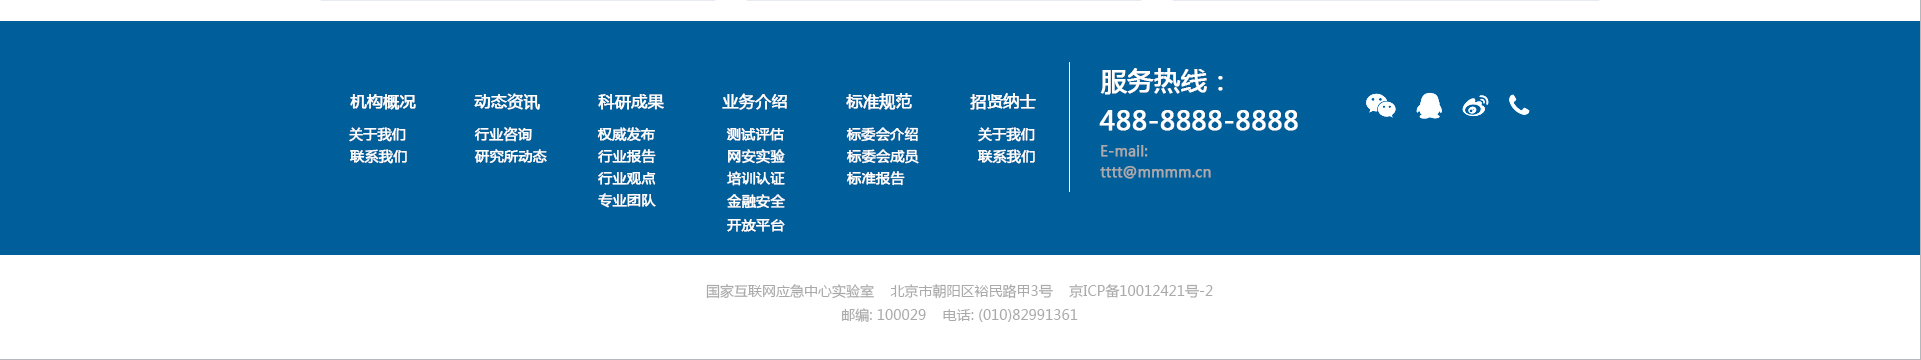 机构概况
关于我们
联系我们
动态资讯
行业咨询
研究所动态
科研成果
权威发布
行业报告
行业观点
专业团队
业务介绍
测试评估
网安实验
培训认证
金融安全
开放平台
标准规范
标委会介绍
标委会成员
标准报告
招贤纳士
关于我们
联系我们
服务热线：
488-8888-8888
E-mail:
tttt@mmmm.cn
国家互联网应急中心实验室 北京市朝阳区裕民路甲3号 京ICP备10012421号-2
邮编: 100029 电话: (010)82991361